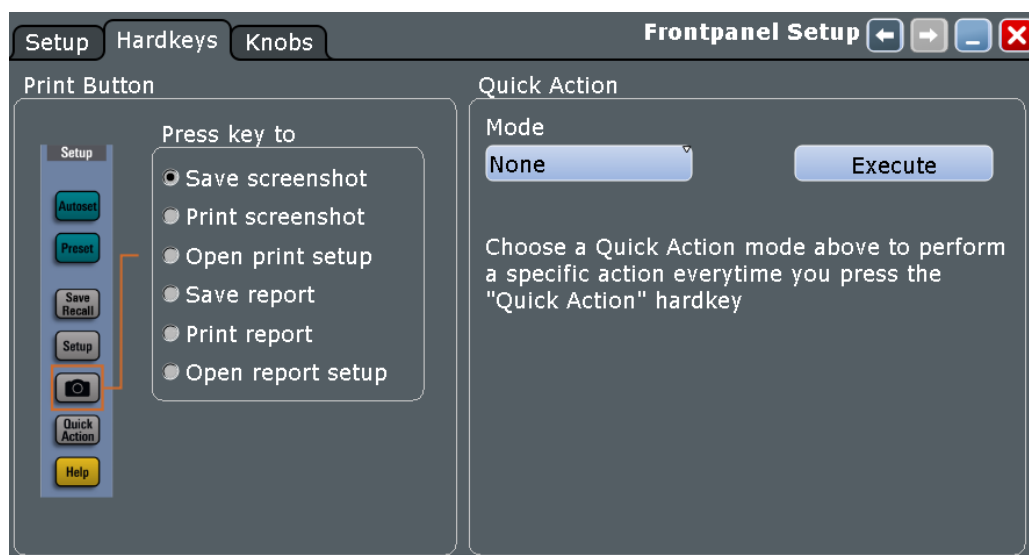 Setup
Hardkeys
Knobs
Frontpanel Setup
Print Button
Setup
Autoset
Preset
Save
Recall
Setup
Quick
Action
Help
Press key to
Save screenshot
Print screenshot
Open print setup
Save report
Print report
Open report setup
Quick Action
Mode
None
Execute
Choose a Quick Action mode above to perform
a specific action everytime you press the
"Quick Action" hardkey